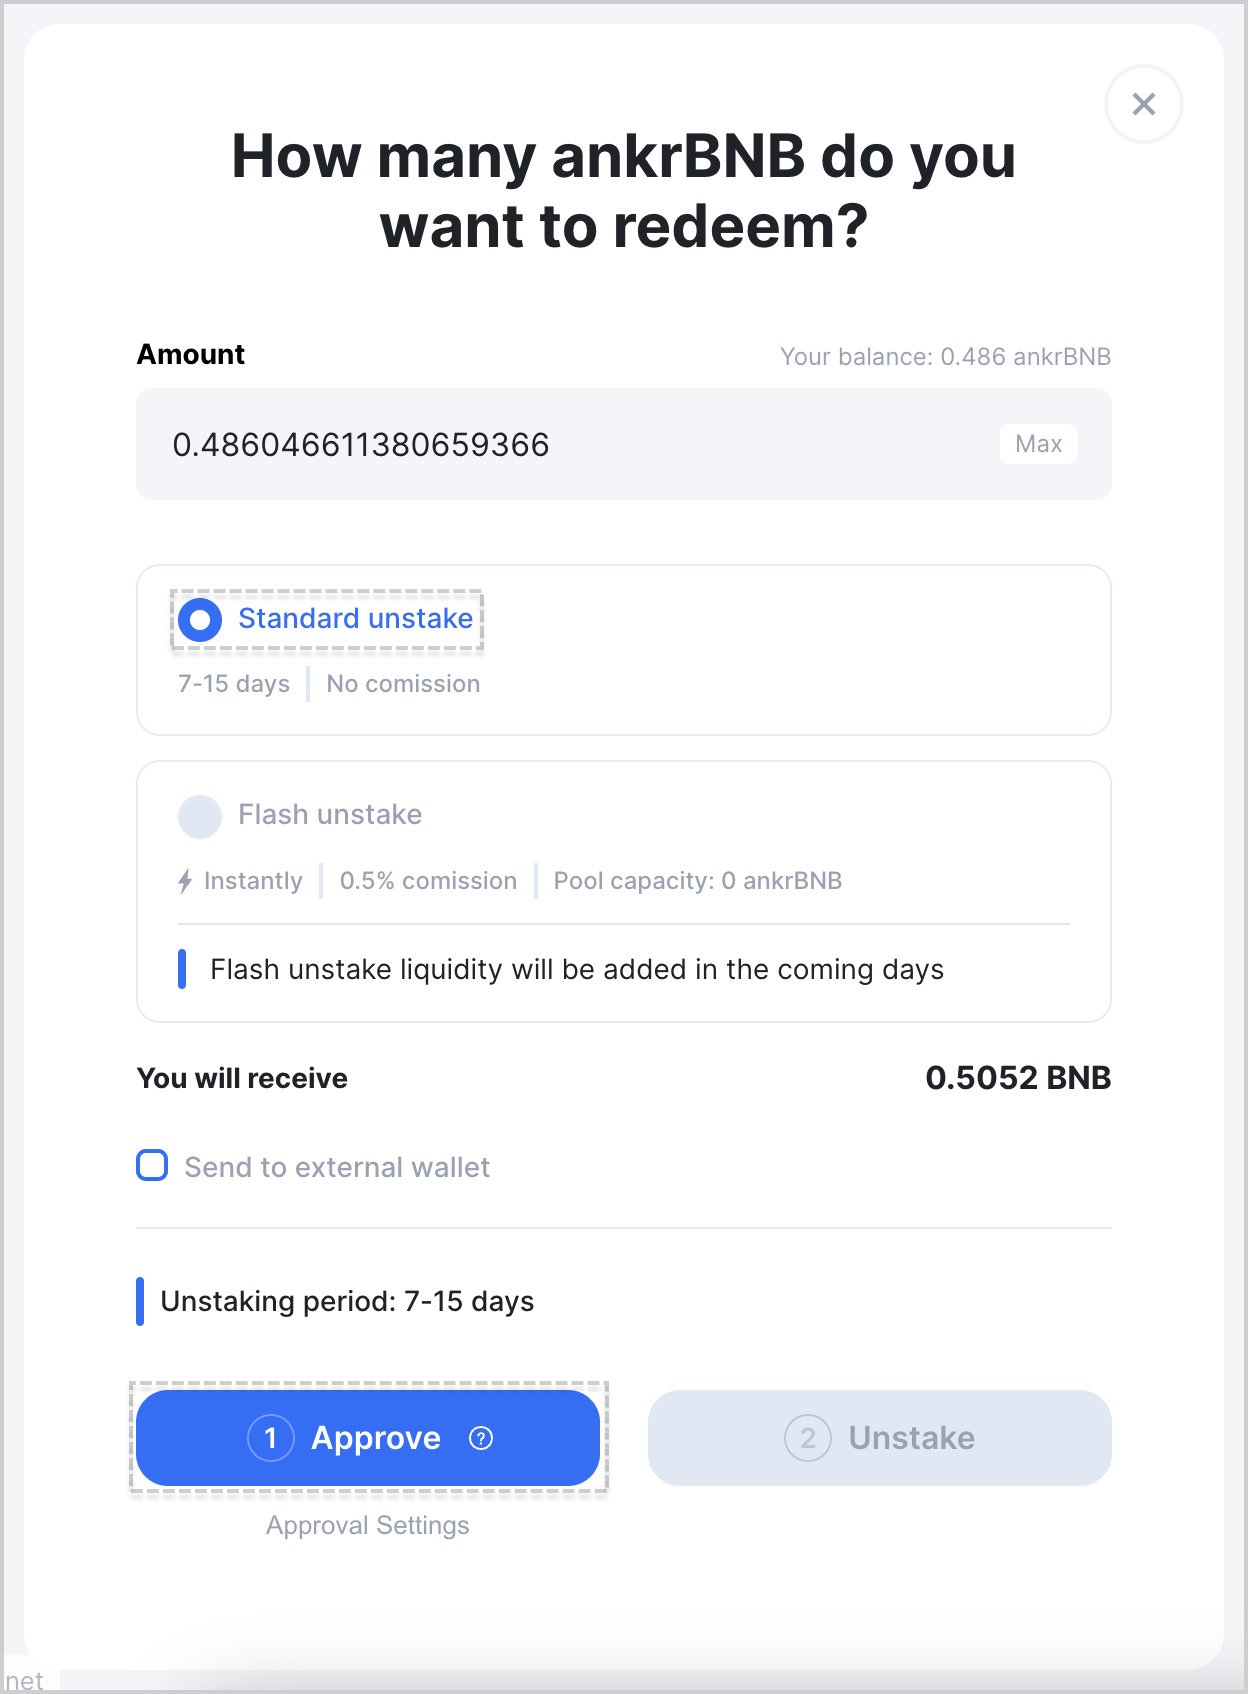 How many ankrBNB do you
want to redeem?
Amount
Your balance: 0.486 ankrBNB
0.486046611380659366
Max
Standard unstake
7-15 days
No comission
Flash unstake
Instantly
0.5% comission
Pool capacity: 0 ankrBNB
Flash unstake liquidity will be added in the coming days
You will receive
0.5052 BNB
Send to external wallet
Unstaking period: 7-15 days
1 Approve ?
2 Unstake
Approval Settings
net